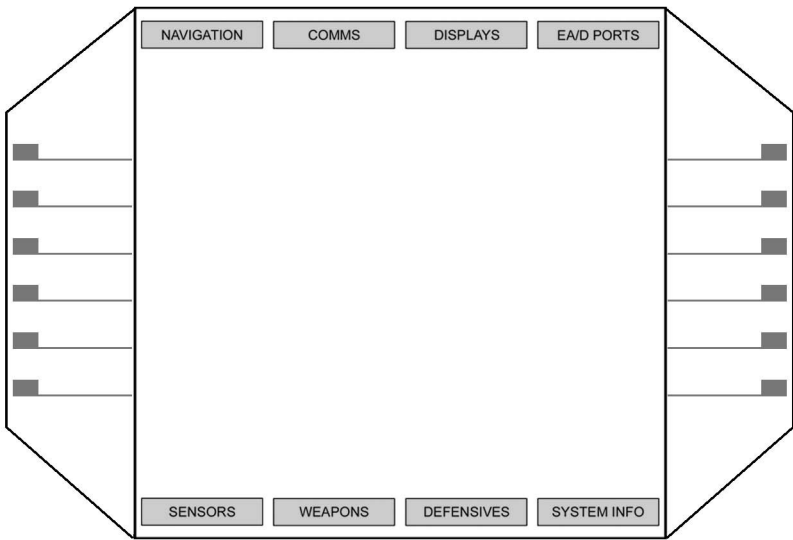 NAVIGATION COMMS DISPLAYS EA/D PORTS
SENSORS WEAPONS DEFENSIVES SYSTEM INFO